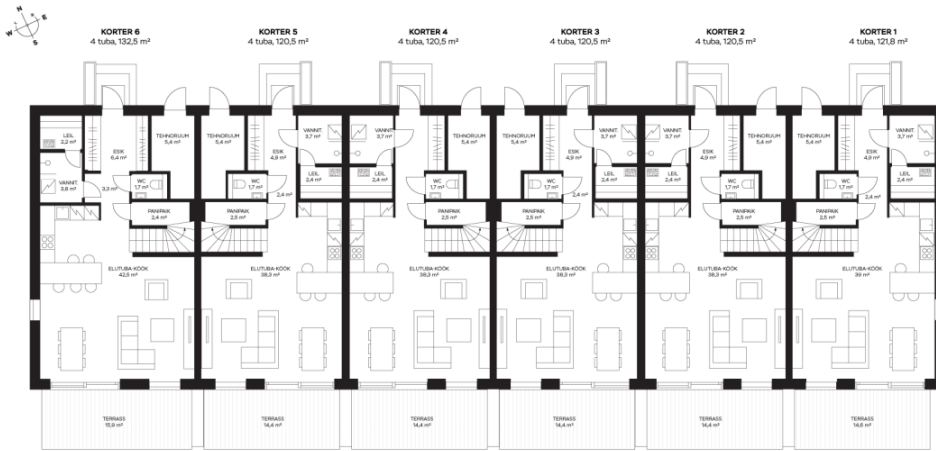 N
W E
S
KORTER 6
4 tuba, 132,5 m²
KORTER 5
4 tuba, 120,5 m²
KORTER 4
4 tuba, 120,5 m²
KORTER 3
4 tuba, 120,5 m²
KORTER 2
4 tuba, 120,5 m²
KORTER 1
4 tuba, 121,8 m²
LEIL
2,2 m²
ESIK
6,4 m²
TEHNORUUM
5,4 m²
VANNIT.
3,3 m²
WC
1,7 m²
PANIPAIK
2,4 m²
ELUTUBA-KÖÖK
42,5 m²
TERRASS
15,9 m²
TEHNORUUM
5,4 m²
ESIK
4,9 m²
VANNIT.
3,7 m²
LEIL
2,4 m²
WC
1,7 m²
2,4 m²
PANIPAIK
2,5 m²
ELUTUBA-KÖÖK
38,3 m²
TERRASS
14,4 m²
VANNIT.
3,7 m²
ESIK
4,9 m²
TEHNORUUM
5,4 m²
LEIL
2,4 m²
2,4 m²
WC
1,7 m²
PANIPAIK
2,5 m²
ELUTUBA-KÖÖK
38,3 m²
TERRASS
14,4 m²
TEHNORUUM
5,4 m²
ESIK
4,9 m²
VANNIT.
3,7 m²
LEIL
2,4 m²
WC
1,7 m²
2,4 m²
PANIPAIK
2,5 m²
ELUTUBA-KÖÖK
38,3 m²
TERRASS
14,4 m²
VANNIT.
3,7 m²
ESIK
4,9 m²
TEHNORUUM
5,4 m²
LEIL
2,4 m²
2,4 m²
WC
1,7 m²
PANIPAIK
2,5 m²
ELUTUBA-KÖÖK
38,3 m²
TERRASS
14,4 m²
TEHNORUUM
5,4 m²
ESIK
4,9 m²
VANNIT.
3,7 m²
LEIL
2,4 m²
WC
1,7 m²
2,4 m²
PANIPAIK
2,5 m²
ELUTUBA-KÖÖK
39 m²
TERRASS
14,6 m²